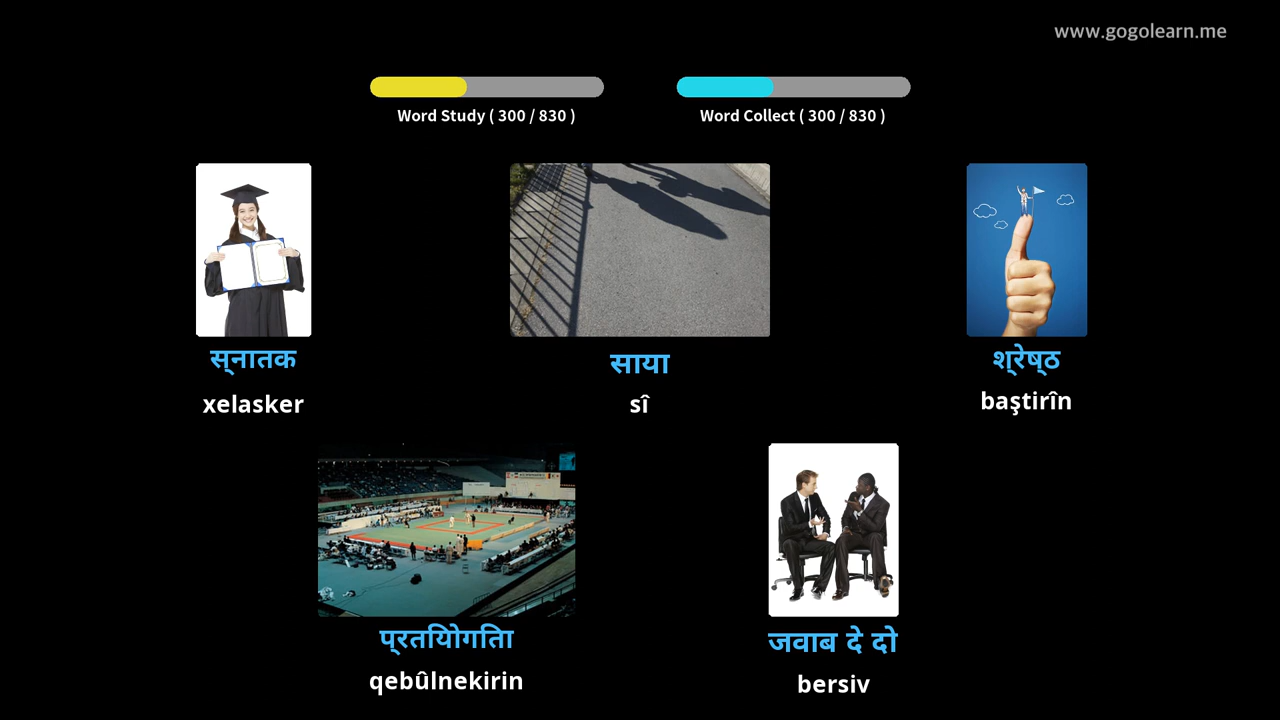 www.gogolearn.me
Word Study ( 300 / 830 )
Word Collect ( 300 / 830 )
स्नातक
xelasker
साया
sî
श्रेष्ठ
baştirîn
प्रतियोगिता
qebûlnekirin
जवाब दे दो
bersiv